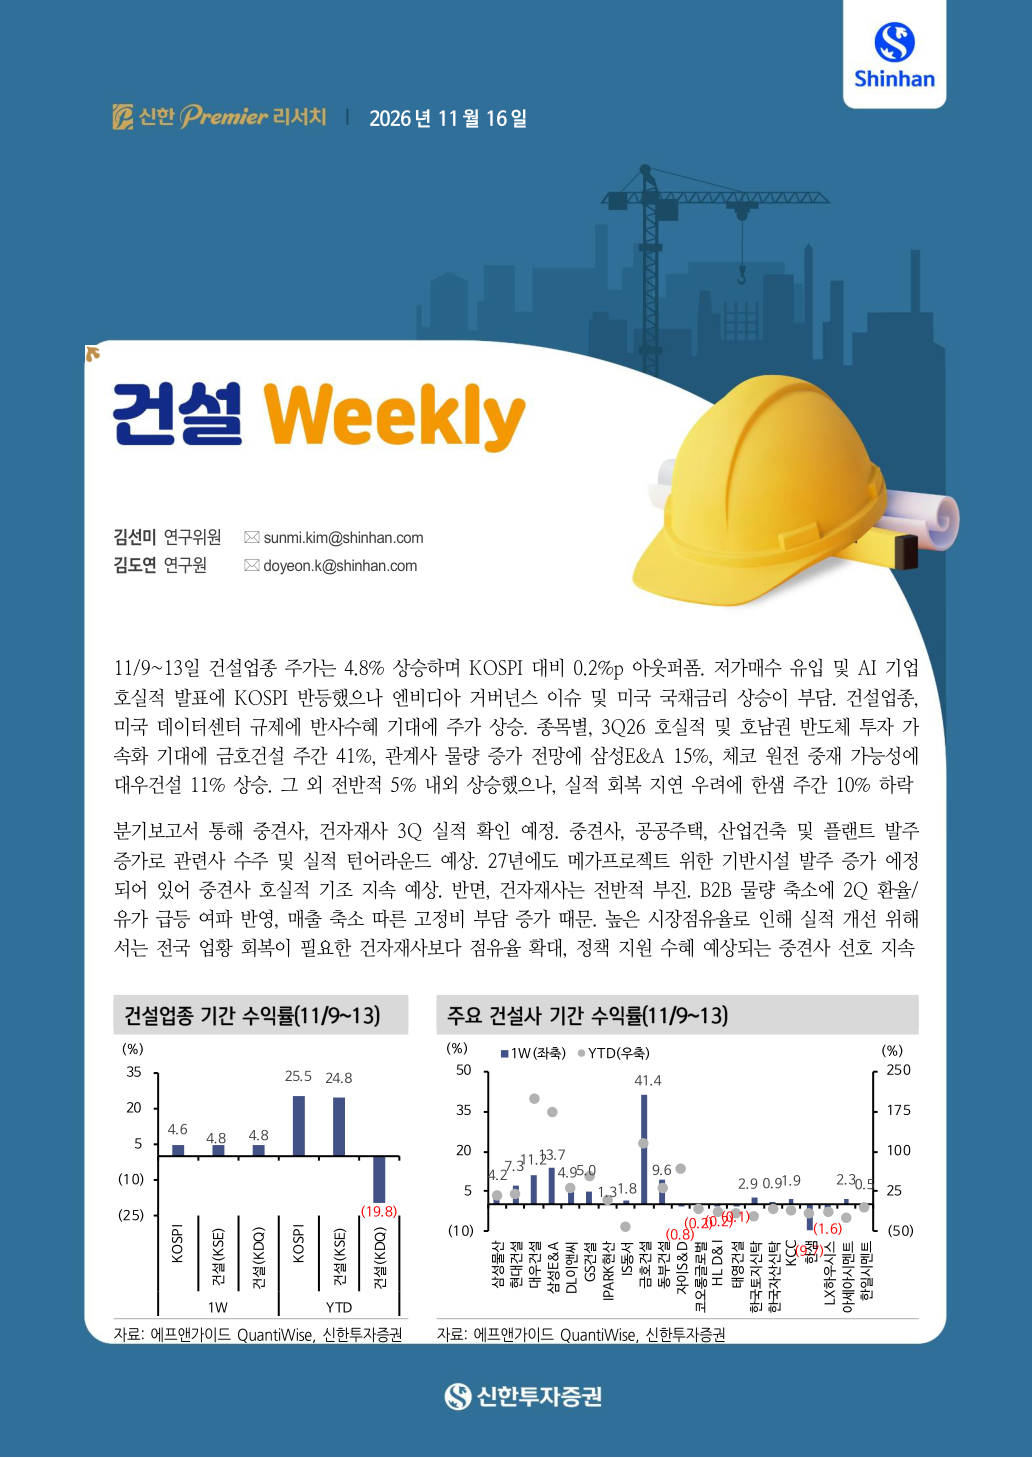 Shinhan
신한 Premier 리서치 | 2026년 11월 16일
건설 Weekly
김선미 연구위원 sunmi.kim@shinhan.com
김도연 연구원 doyeon.k@shinhan.com
11/9~13일 건설업종 주가는 4.8% 상승하며 KOSPI 대비 0.2%p 아웃퍼폼. 저가매수 유입 및 AI 기업
호실적 발표에 KOSPI 반등했으나 엔비디아 거버넌스 이슈 및 미국 국채금리 상승이 부담. 건설업종,
미국 데이터센터 규제에 반사수혜 기대에 주가 상승. 종목별, 3Q26 호실적 및 호남권 반도체 투자 가
속화 기대에 금호건설 주간 41%, 관계사 물량 증가 전망에 삼성E&A 15%, 체코 원전 중재 가능성에
대우건설 11% 상승. 그 외 전반적 5% 내외 상승했으나, 실적 회복 지연 우려에 한샘 주간 10% 하락
분기보고서 통해 중견사, 건자재사 3Q 실적 확인 예정. 중견사, 공공주택, 산업건축 및 플랜트 발주
증가로 관련사 수주 및 실적 턴어라운드 예상. 27년에도 메가프로젝트 위한 기반시설 발주 증가 예정
되어 있어 중견사 호실적 기조 지속 예상. 반면, 건자재사는 전반적 부진. B2B 물량 축소에 2Q 환율/
유가 급등 여파 반영, 매출 축소 따른 고정비 부담 증가 때문. 높은 시장점유율로 인해 실적 개선 위해
서는 전국 업황 회복이 필요한 건자재사보다 점유율 확대, 정책 지원 수혜 예상되는 중견사 선호 지속
건설업종 기간 수익률(11/9~13)
(%)
35
20
5
(10)
(25)
4.6
4.8
4.8
25.5
24.8
(19.8)
KOSPI
건설(KSE)
건설(KDQ)
KOSPI
건설(KSE)
건설(KDQ)
1W
YTD
자료: 에프앤가이드 QuantiWise, 신한투자증권
주요 건설사 기간 수익률(11/9~13)
(%)
1W(좌축) YTD(우축)
(%)
50
35
20
5
(10)
250
175
100
25
(50)
4.2
7.3
11.2
13.7
4.9
5.0
1.3
1.8
41.4
9.6
(0.8)
(0.2)
(0.2)
(0.1)
2.9
0.9
1.9
(9.7)
(1.6)
2.3
0.5
삼성물산
현대건설
대우건설
삼성E&A
DL이앤씨
GS건설
IPARK현산
IS동서
금호건설
동부건설
자이S&D
코오롱글로벌
HL D&I
태영건설
한국토지신탁
한국자산신탁
KCC
한샘
LX하우시스
아세아시멘트
한일시멘트
자료: 에프앤가이드 QuantiWise, 신한투자증권
신한투자증권